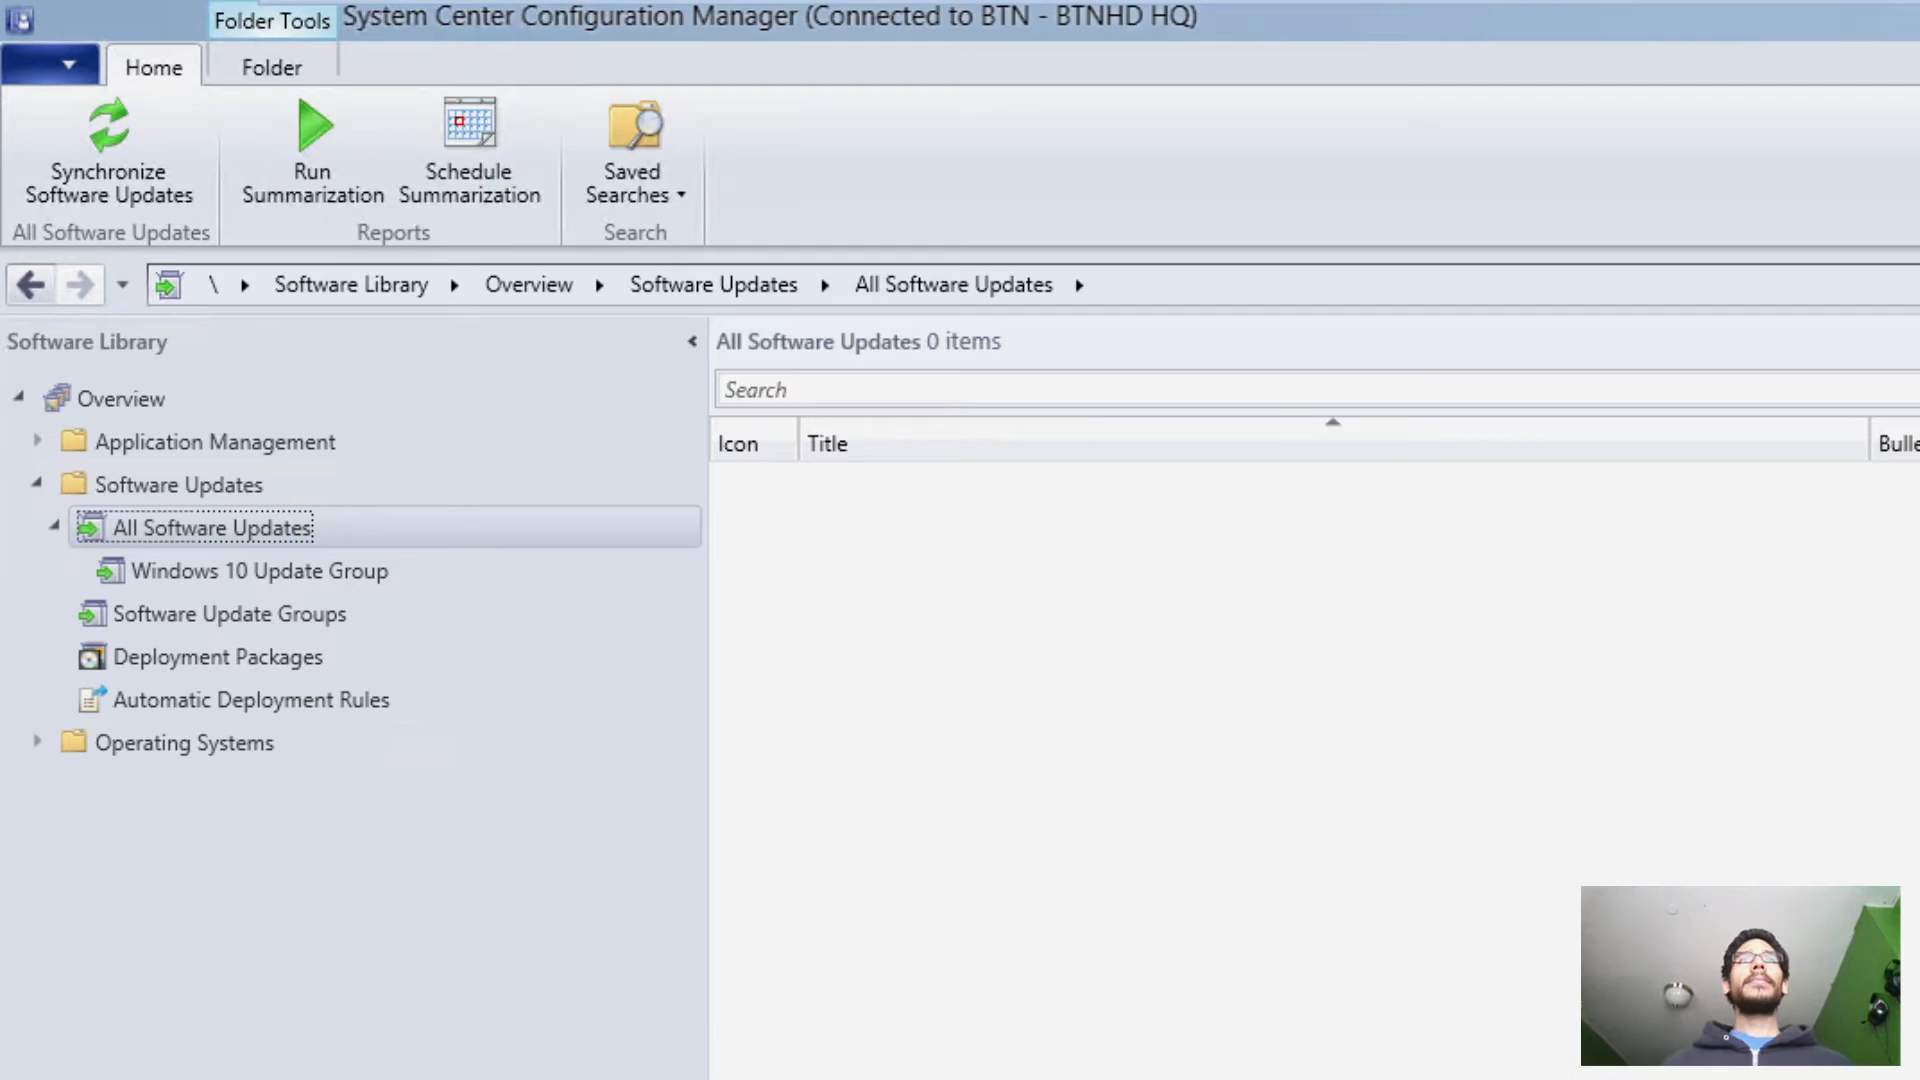 Folder Tools
System Center Configuration Manager (Connected to BTN - BTNHD HQ)
Home
Folder
Synchronize
Software Updates
Run
Summarization
Schedule
Summarization
Saved
Searches
All Software Updates
Reports
Search
\ Software Library Overview Software Updates All Software Updates
Software Library
All Software Updates 0 items
Search
Overview
Application Management
Software Updates
All Software Updates
Windows 10 Update Group
Software Update Groups
Deployment Packages
Automatic Deployment Rules
Operating Systems
Icon
Title
Bulle